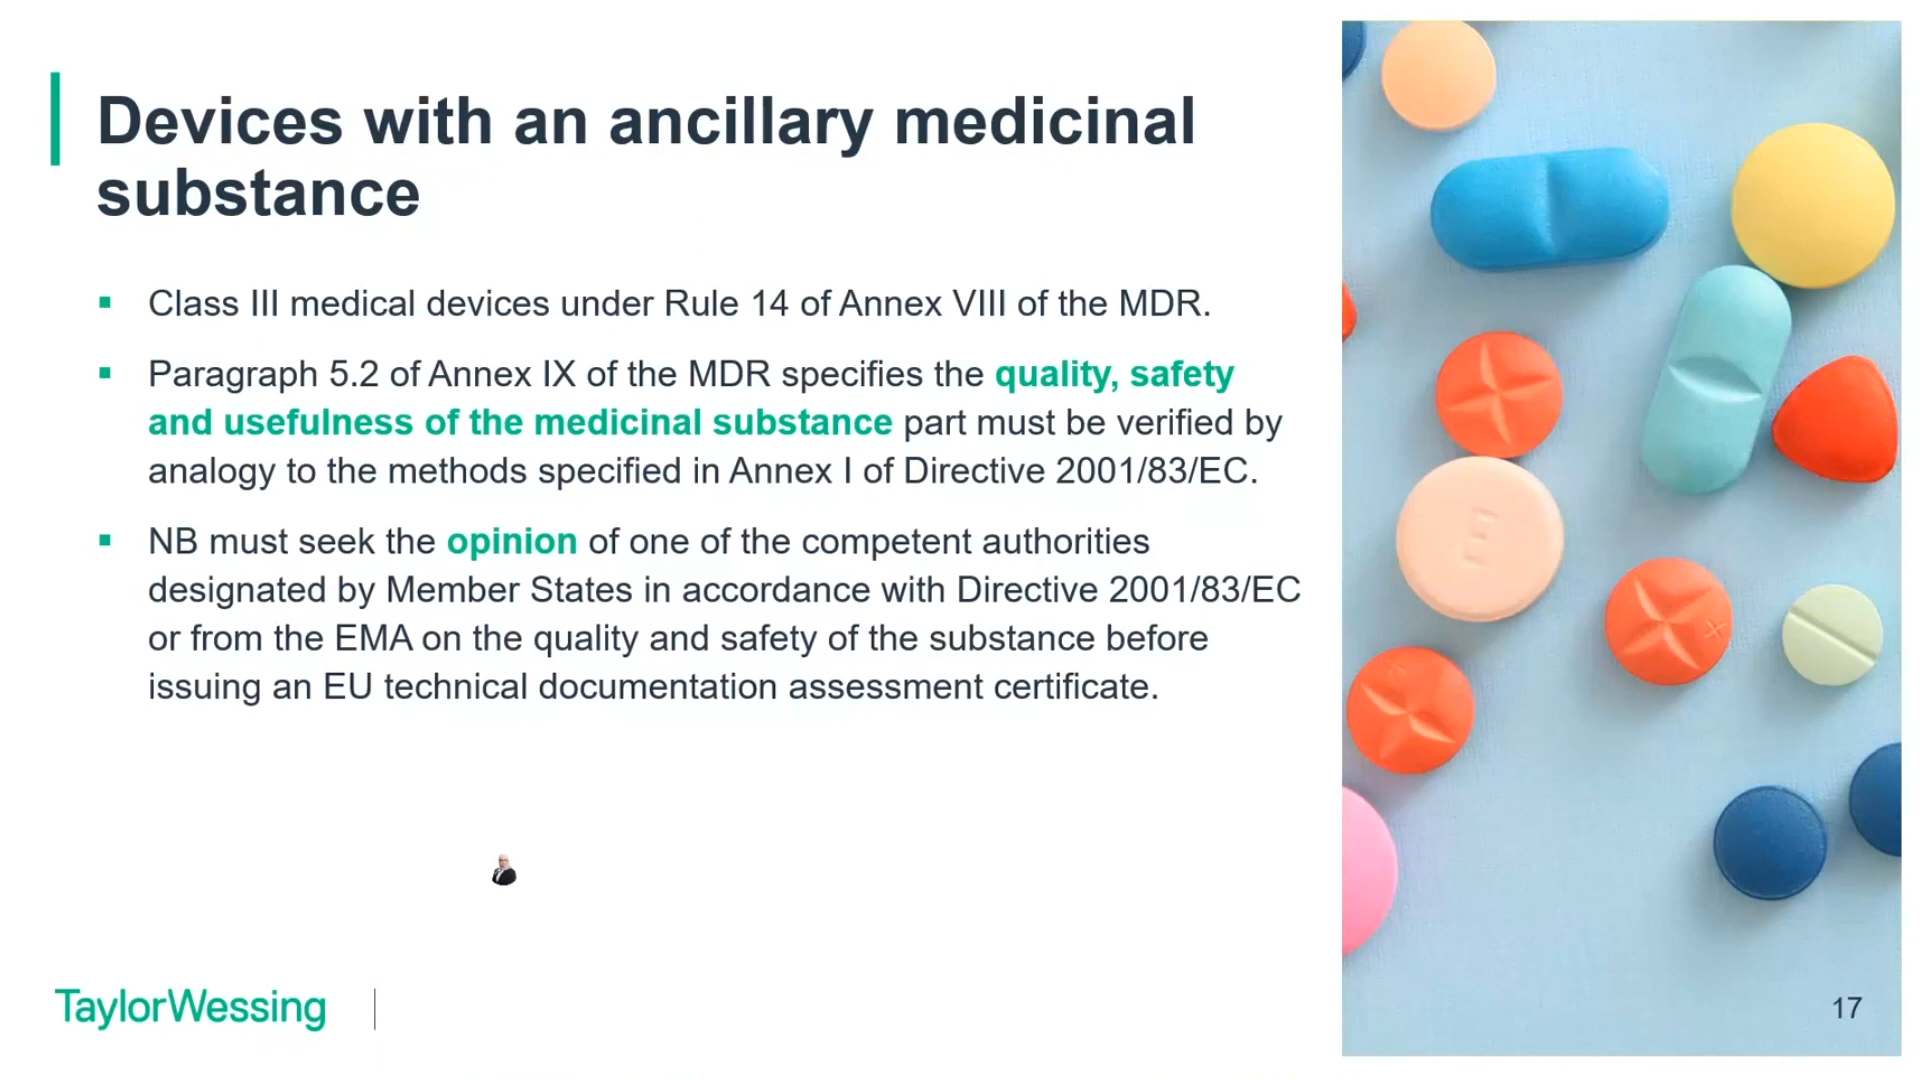 Devices with an ancillary medicinal
substance
Class III medical devices under Rule 14 of Annex VIII of the MDR.
Paragraph 5.2 of Annex IX of the MDR specifies the quality, safety
and usefulness of the medicinal substance part must be verified by
analogy to the methods specified in Annex I of Directive 2001/83/EC.
NB must seek the opinion of one of the competent authorities
designated by Member States in accordance with Directive 2001/83/EC
or from the EMA on the quality and safety of the substance before
issuing an EU technical documentation assessment certificate.
E
TaylorWessing
17